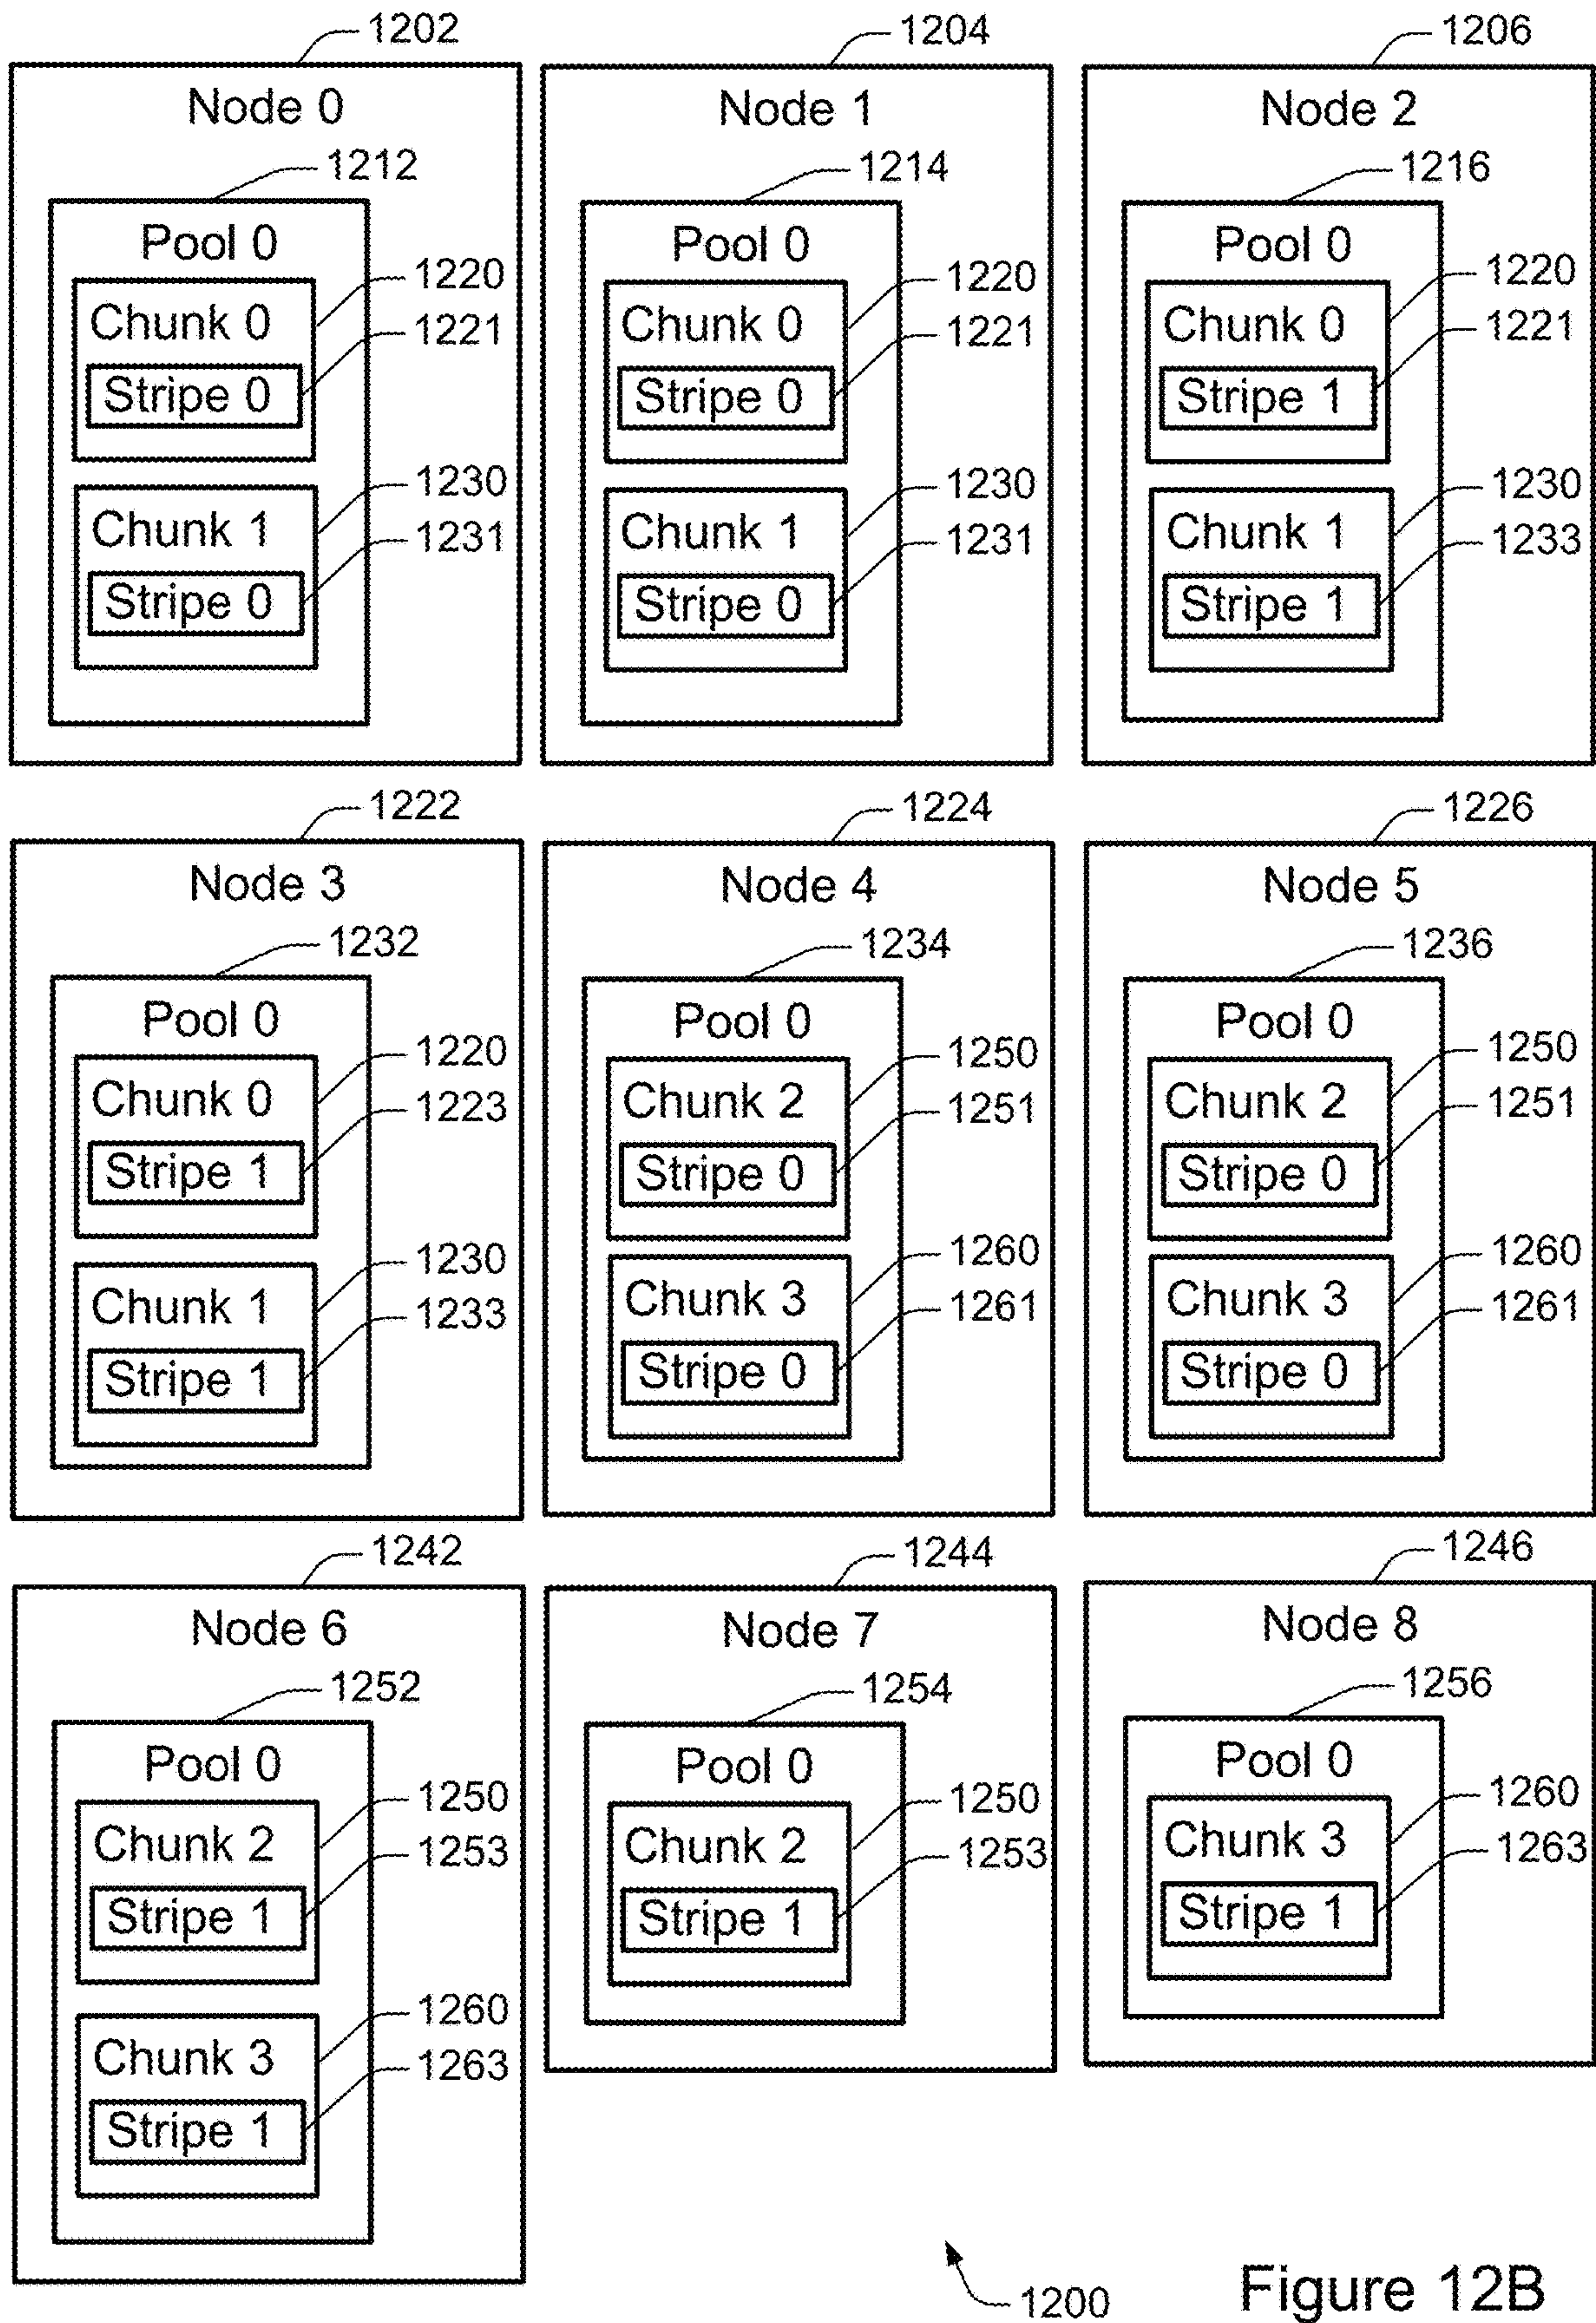 1202
Node 0
1212
Pool 0
1220
Chunk 0
1221
Stripe 0
1230
Chunk 1
1231
Stripe 0
1204
Node 1
1214
Pool 0
1220
Chunk 0
1221
Stripe 0
1230
Chunk 1
1231
Stripe 0
1206
Node 2
1216
Pool 0
1220
Chunk 0
1221
Stripe 1
1230
Chunk 1
1233
Stripe 1
1222
Node 3
1232
Pool 0
1220
Chunk 0
1223
Stripe 1
1230
Chunk 1
1233
Stripe 1
1224
Node 4
1234
Pool 0
1250
Chunk 2
1251
Stripe 0
1260
Chunk 3
1261
Stripe 0
1226
Node 5
1236
Pool 0
1250
Chunk 2
1251
Stripe 0
1260
Chunk 3
1261
Stripe 0
1242
Node 6
1252
Pool 0
1250
Chunk 2
1253
Stripe 1
1260
Chunk 3
1263
Stripe 1
1244
Node 7
1254
Pool 0
1250
Chunk 2
1253
Stripe 1
1246
Node 8
1256
Pool 0
1260
Chunk 3
1263
Stripe 1
1200
Figure 12B